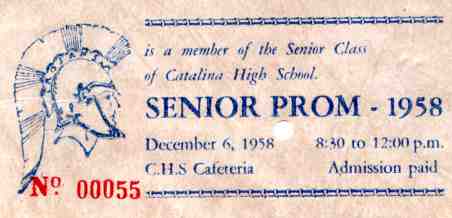 is a member of the Senior Class
of Catalina High School.
SENIOR PROM - 1958
December 6, 1958 8:30 to 12:00 p.m.
C.H.S Cafeteria Admission paid
No 00055